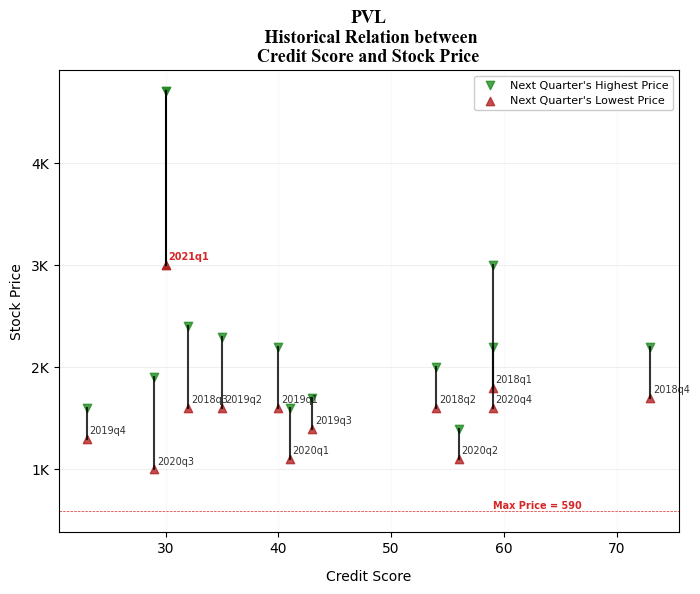 PVL
Historical Relation between
Credit Score and Stock Price
Next Quarter's Highest Price
Next Quarter's Lowest Price
4K
3K
2K
1K
Stock Price
2021q1
2018q3
2019q2
2019q1
2018q1
2018q2
2020q4
2018q4
2019q3
2019q4
2020q1
2020q2
2020q3
Max Price = 590
30
40
50
60
70
Credit Score